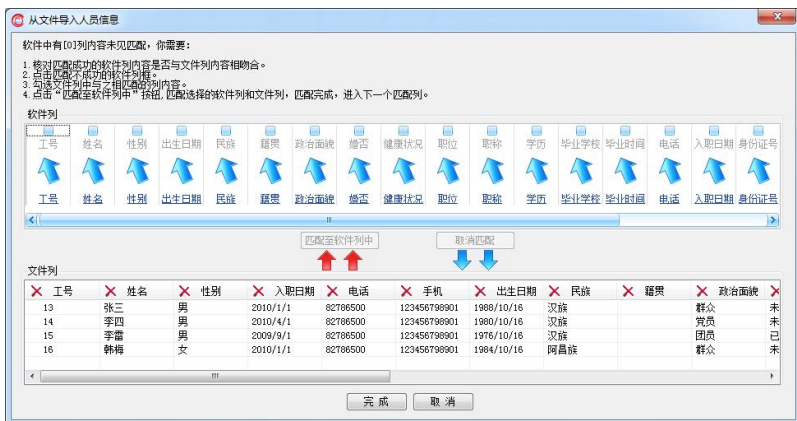 从文件导入人员信息
软件中有[0]列内容未见匹配，你需要：
1.核对匹配成功的软件列内容是否与文件列内容相吻合。
2.点击匹配不成功的软件列框。
3.勾选文件列中与之相匹配的列内容。
4.点击“匹配至软件列中”按钮,匹配选择的软件列和文件列，匹配完成，进入下一个匹配列。
软件列
工号 姓名 性别 出生日期 民族 籍贯 政治面貌 婚否 健康状况 职位 职称 学历 毕业学校 毕业时间 电话 入职日期 身份证号
工号 姓名 性别 出生日期 民族 籍贯 政治面貌 婚否 健康状况 职位 职称 学历 毕业学校 毕业时间 电话 入职日期 身份证号
匹配至软件列中 取消匹配
文件列
工号 姓名 性别 入职日期 电话 手机 出生日期 民族 籍贯 政治面貌
13 张三 男 2010/1/1 82786500 123456798901 1988/10/16 汉族 群众 未
14 李四 男 2010/4/1 82786500 123456798901 1980/10/16 汉族 党员 未
15 李雷 男 2009/9/1 82786500 123456798901 1976/10/16 汉族 团员 已
16 韩梅 女 2010/1/1 82786500 123456798901 1984/10/16 阿昌族 群众 未
完成 取消